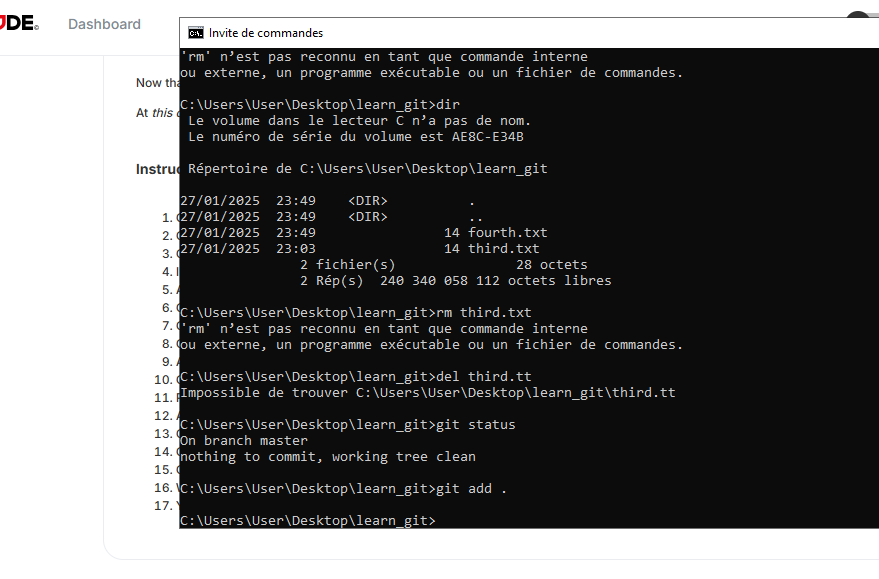 DE
Dashboard
Invite de commandes
'rm' n’est pas reconnu en tant que commande interne
ou externe, un programme exécutable ou un fichier de commandes.
C:\Users\User\Desktop\learn_git>dir
Le volume dans le lecteur C n’a pas de nom.
Le numéro de série du volume est AE8C-E34B
Répertoire de C:\Users\User\Desktop\learn_git
27/01/2025  23:49    <DIR>          .
27/01/2025  23:49    <DIR>          ..
27/01/2025  23:49                14 fourth.txt
27/01/2025  23:03                14 third.txt
2 fichier(s)               28 octets
2 Rép(s)  240 340 058 112 octets libres
C:\Users\User\Desktop\learn_git>rm third.txt
'rm' n’est pas reconnu en tant que commande interne
ou externe, un programme exécutable ou un fichier de commandes.
C:\Users\User\Desktop\learn_git>del third.tt
Impossible de trouver C:\Users\User\Desktop\learn_git\third.tt
C:\Users\User\Desktop\learn_git>git status
On branch master
nothing to commit, working tree clean
C:\Users\User\Desktop\learn_git>git add .
C:\Users\User\Desktop\learn_git>
Now
At this
1.
2.
3.
4.
5.
6.
7.
8.
9.
10.
11.
12.
13.
14.
15.
16.
17.